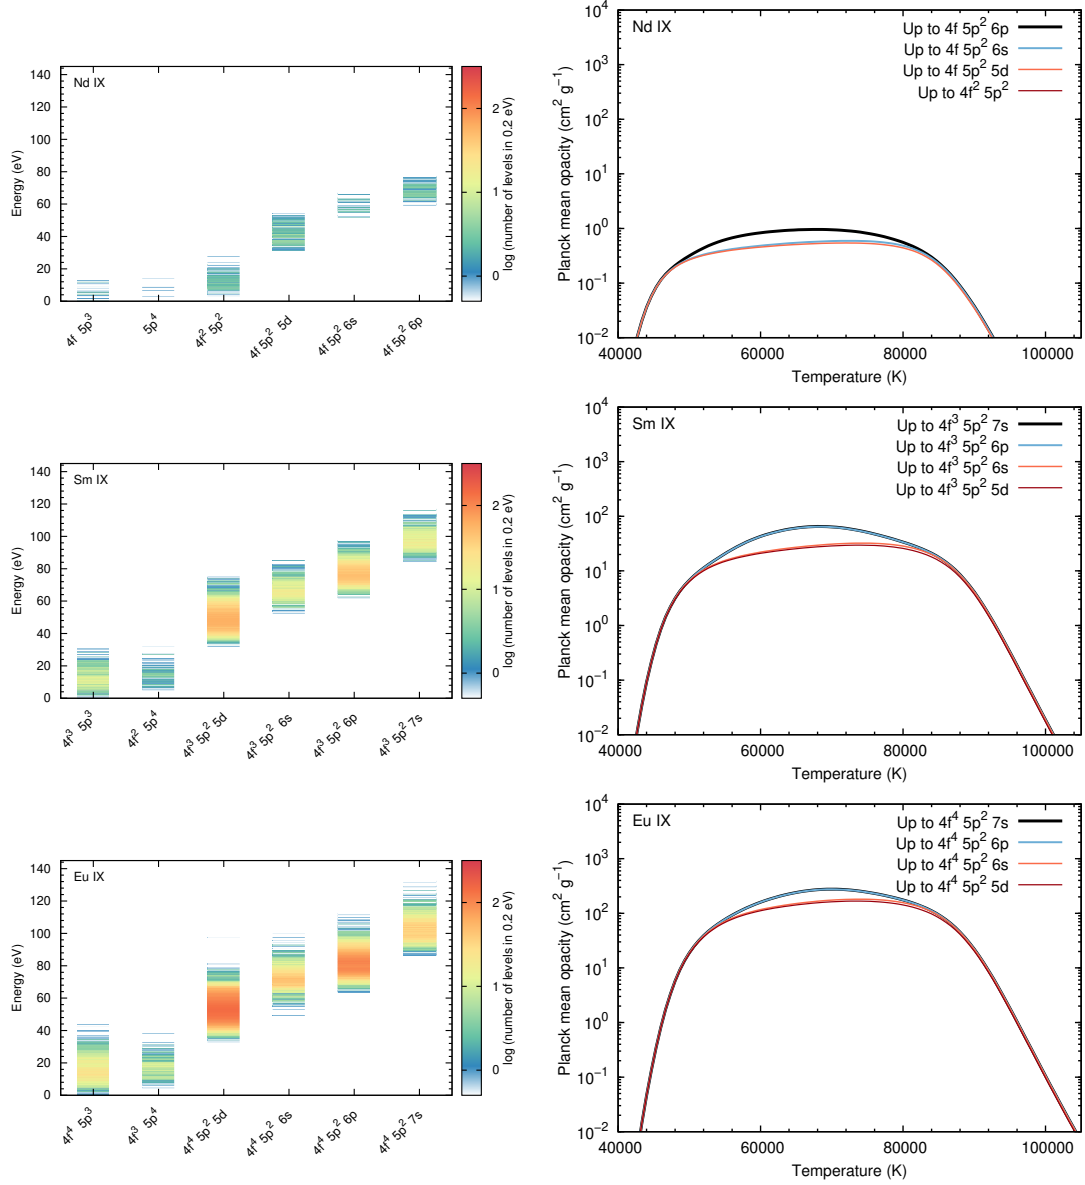 Nd IX
Energy (eV)
140
120
100
80
60
40
20
0
4f 5p³
5p⁴
4f² 5p²
4f 5p² 5d
4f 5p² 6s
4f 5p² 6p
2
1
0
log (number of levels in 0.2 eV)
Nd IX
Up to 4f 5p² 6p
Up to 4f 5p² 6s
Up to 4f 5p² 5d
Up to 4f² 5p²
Planck mean opacity (cm² g⁻¹)
10⁴
10³
10²
10¹
10⁰
10⁻¹
10⁻²
40000 60000 80000 100000
Temperature (K)
Sm IX
Energy (eV)
140
120
100
80
60
40
20
0
4f³ 5p³
4f² 5p⁴
4f³ 5p² 5d
4f³ 5p² 6s
4f³ 5p² 6p
4f³ 5p² 7s
2
1
0
log (number of levels in 0.2 eV)
Sm IX
Up to 4f³ 5p² 7s
Up to 4f³ 5p² 6p
Up to 4f³ 5p² 6s
Up to 4f³ 5p² 5d
Planck mean opacity (cm² g⁻¹)
10⁴
10³
10²
10¹
10⁰
10⁻¹
10⁻²
40000 60000 80000 100000
Temperature (K)
Eu IX
Energy (eV)
140
120
100
80
60
40
20
0
4f⁴ 5p³
4f³ 5p⁴
4f⁴ 5p² 5d
4f⁴ 5p² 6s
4f⁴ 5p² 6p
4f⁴ 5p² 7s
2
1
0
log (number of levels in 0.2 eV)
Eu IX
Up to 4f⁴ 5p² 7s
Up to 4f⁴ 5p² 6p
Up to 4f⁴ 5p² 6s
Up to 4f⁴ 5p² 5d
Planck mean opacity (cm² g⁻¹)
10⁴
10³
10²
10¹
10⁰
10⁻¹
10⁻²
40000 60000 80000 100000
Temperature (K)